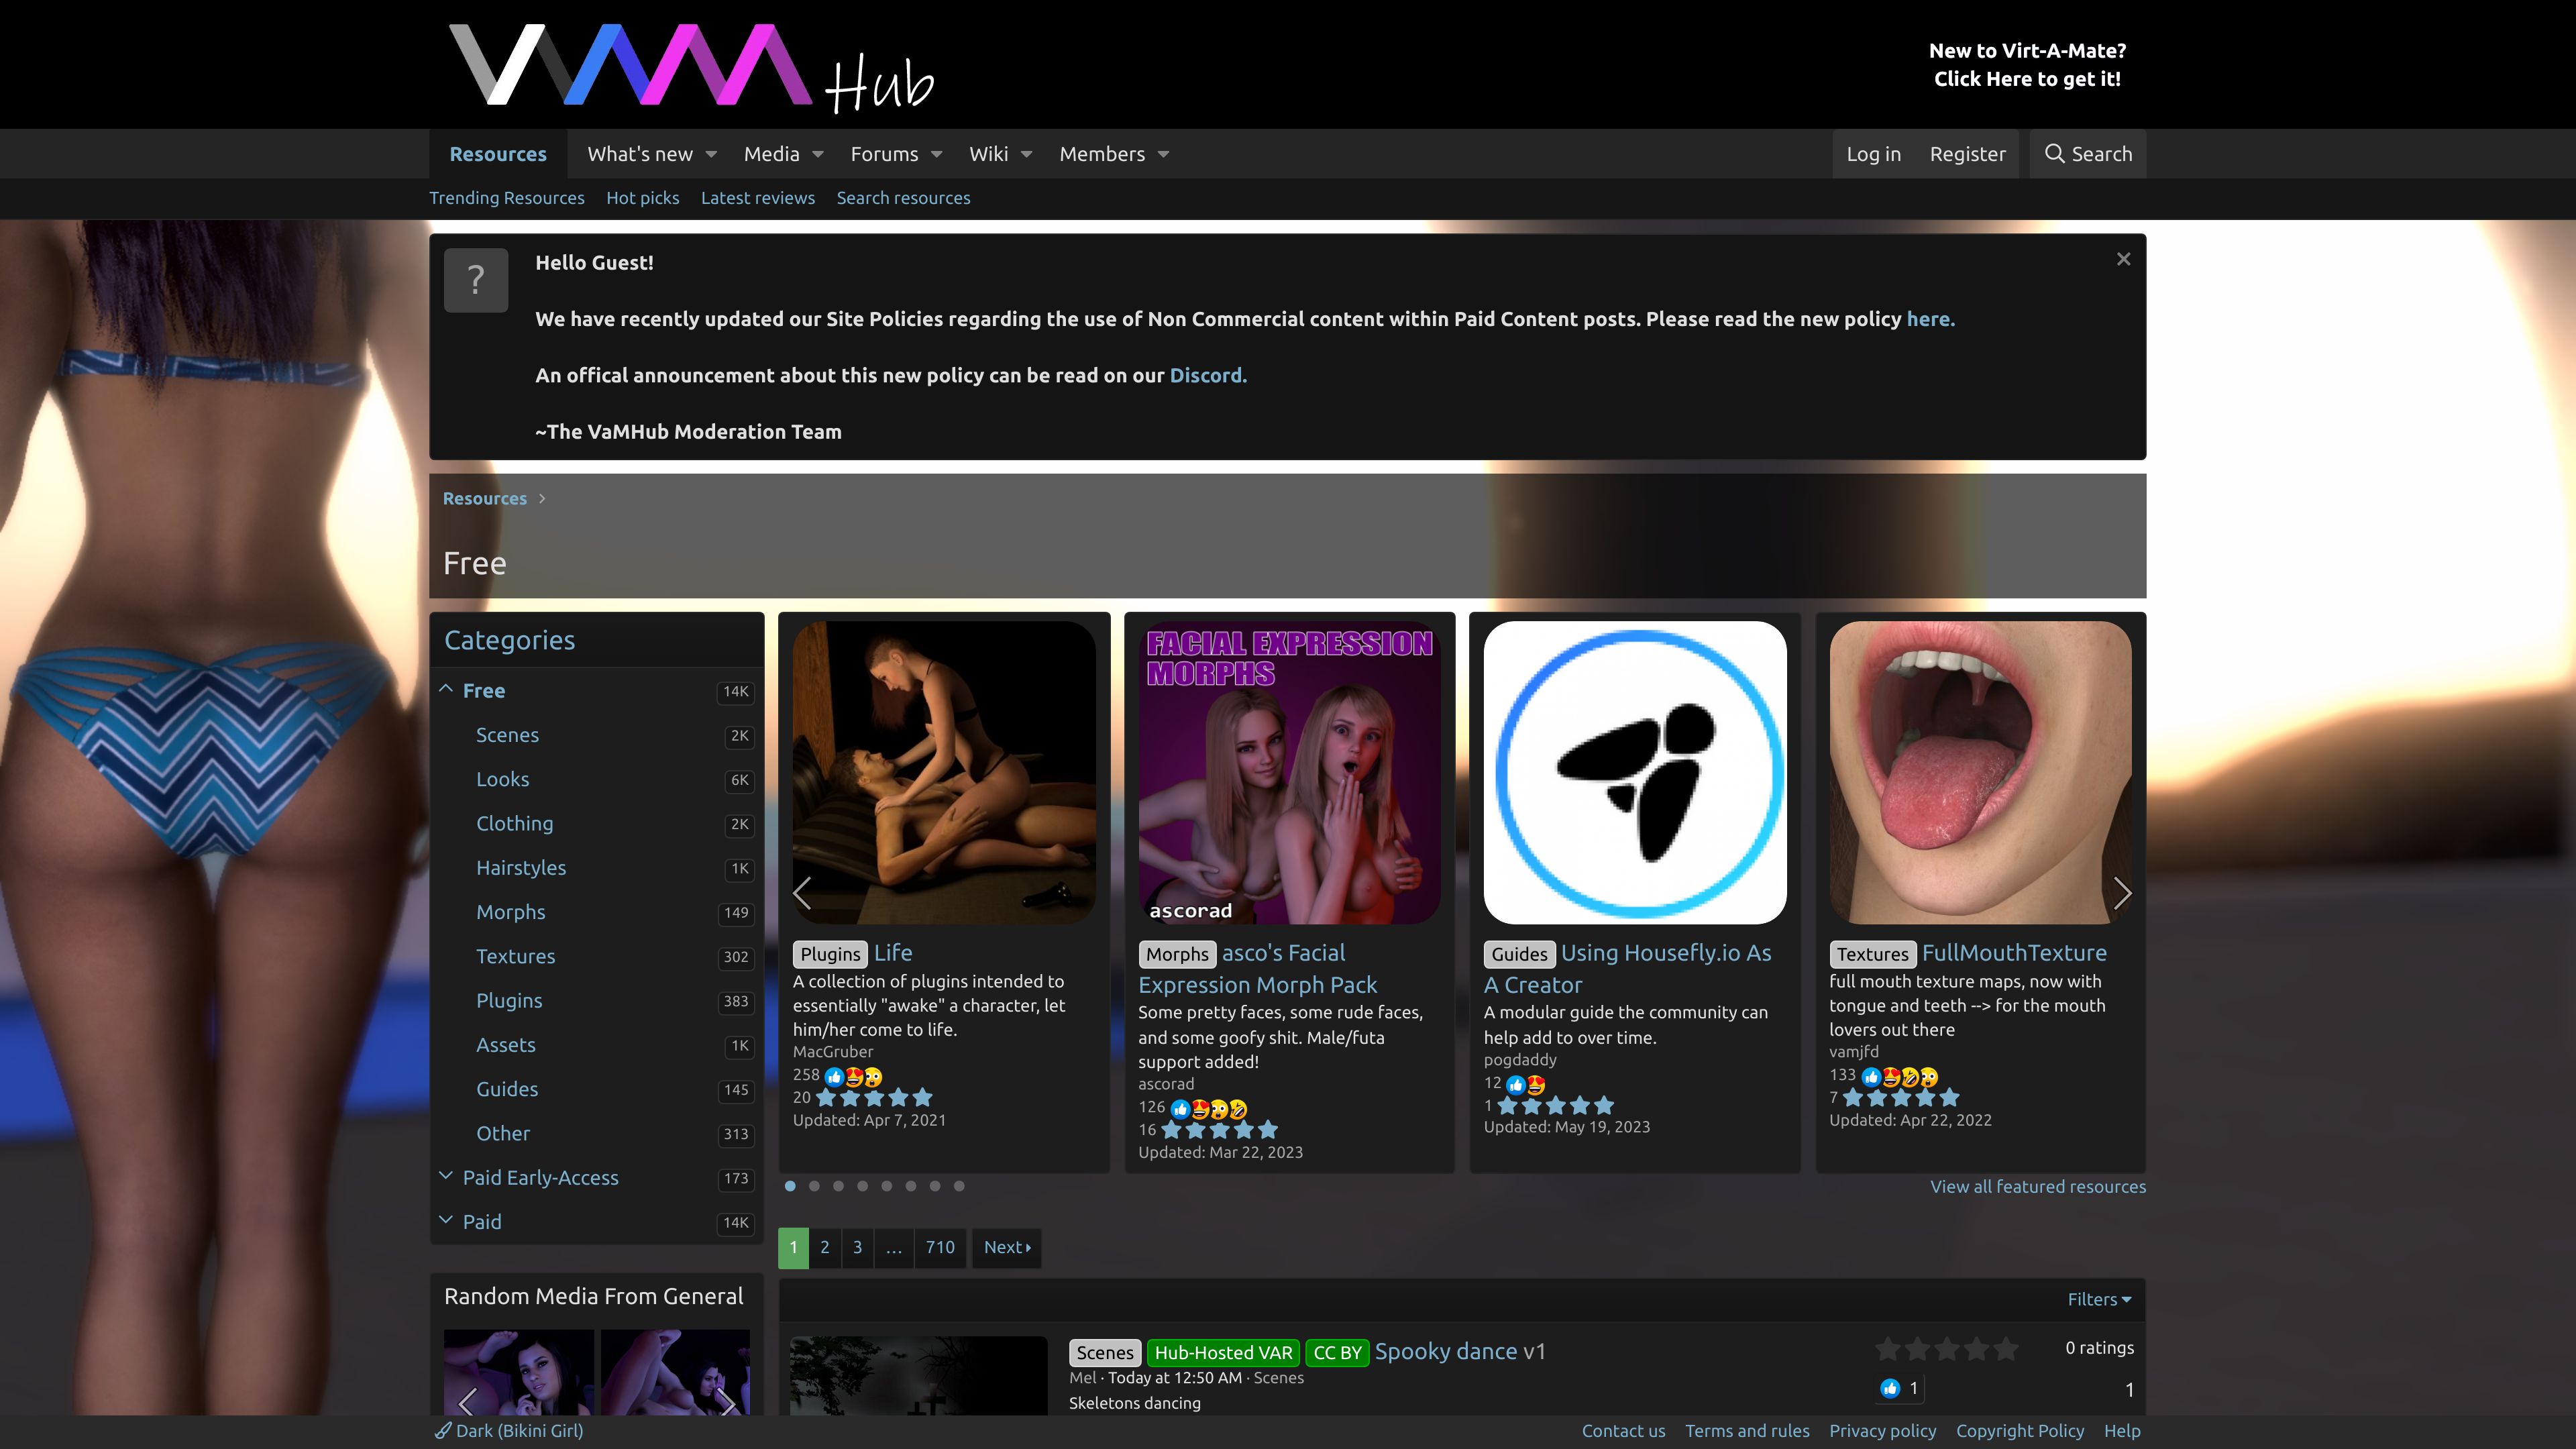 VAM Hub
New to Virt-A-Mate?
Click Here to get it!
Resources
What's new
Media
Forums
Wiki
Members
Log in
Register
Search
Trending Resources
Hot picks
Latest reviews
Search resources
?
Hello Guest!
We have recently updated our Site Policies regarding the use of Non Commercial content within Paid Content posts. Please read the new policy here.
An offical announcement about this new policy can be read on our Discord.
~The VaMHub Moderation Team
Resources
Free
Categories
Free 14K
Scenes 2K
Looks 6K
Clothing 2K
Hairstyles 1K
Morphs 149
Textures 302
Plugins 383
Assets 1K
Guides 145
Other 313
Paid Early-Access 173
Paid 14K
Plugins Life
A collection of plugins intended to
essentially "awake" a character, let
him/her come to life.
MacGruber
258
20
Updated: Apr 7, 2021
FACIAL EXPRESSION
MORPHS
ascorad
Morphs asco's Facial
Expression Morph Pack
Some pretty faces, some rude faces,
and some goofy shit. Male/futa
support added!
ascorad
126
16
Updated: Mar 22, 2023
Guides Using Housefly.io As
A Creator
A modular guide the community can
help add to over time.
pogdaddy
12
1
Updated: May 19, 2023
Textures FullMouthTexture
full mouth texture maps, now with
tongue and teeth --> for the mouth
lovers out there
vamjfd
133
7
Updated: Apr 22, 2022
View all featured resources
1 2 3 ... 710 Next
Random Media From General
Filters
Scenes Hub-Hosted VAR CC BY Spooky dance v1
Mel · Today at 12:50 AM · Scenes
Skeletons dancing
0 ratings
1
1
Dark (Bikini Girl)
Contact us
Terms and rules
Privacy policy
Copyright Policy
Help